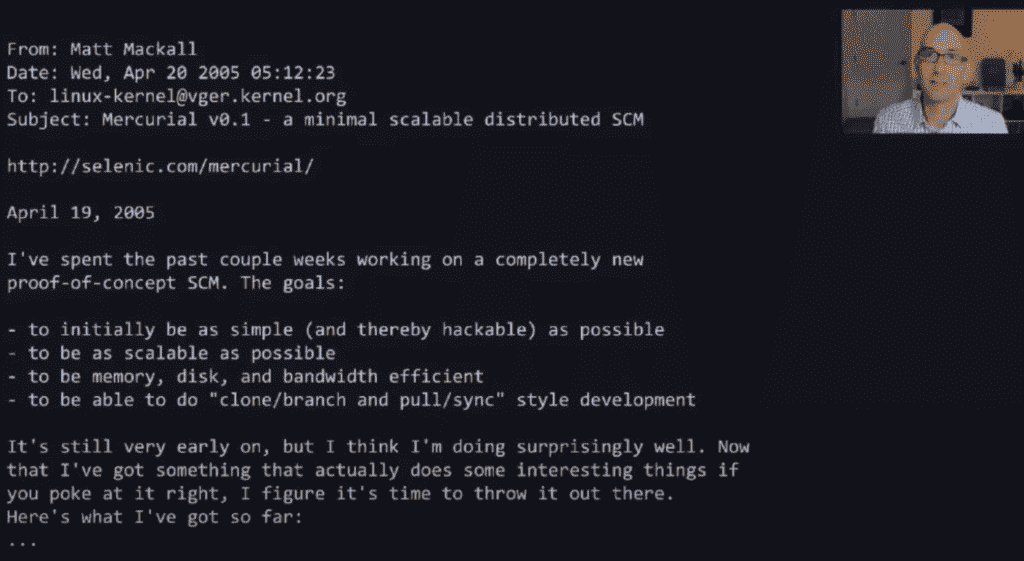 From: Matt Mackall
Date: Wed, Apr 20 2005 05:12:23
To: linux-kernel@vger.kernel.org
Subject: Mercurial v0.1 - a minimal scalable distributed SCM
http://selenic.com/mercurial/
April 19, 2005
I've spent the past couple weeks working on a completely new
proof-of-concept SCM. The goals:
- to initially be as simple (and thereby hackable) as possible
- to be as scalable as possible
- to be memory, disk, and bandwidth efficient
- to be able to do "clone/branch and pull/sync" style development
It's still very early on, but I think I'm doing surprisingly well. Now
that I've got something that actually does some interesting things if
you poke at it right, I figure it's time to throw it out there.
Here's what I've got so far:
...